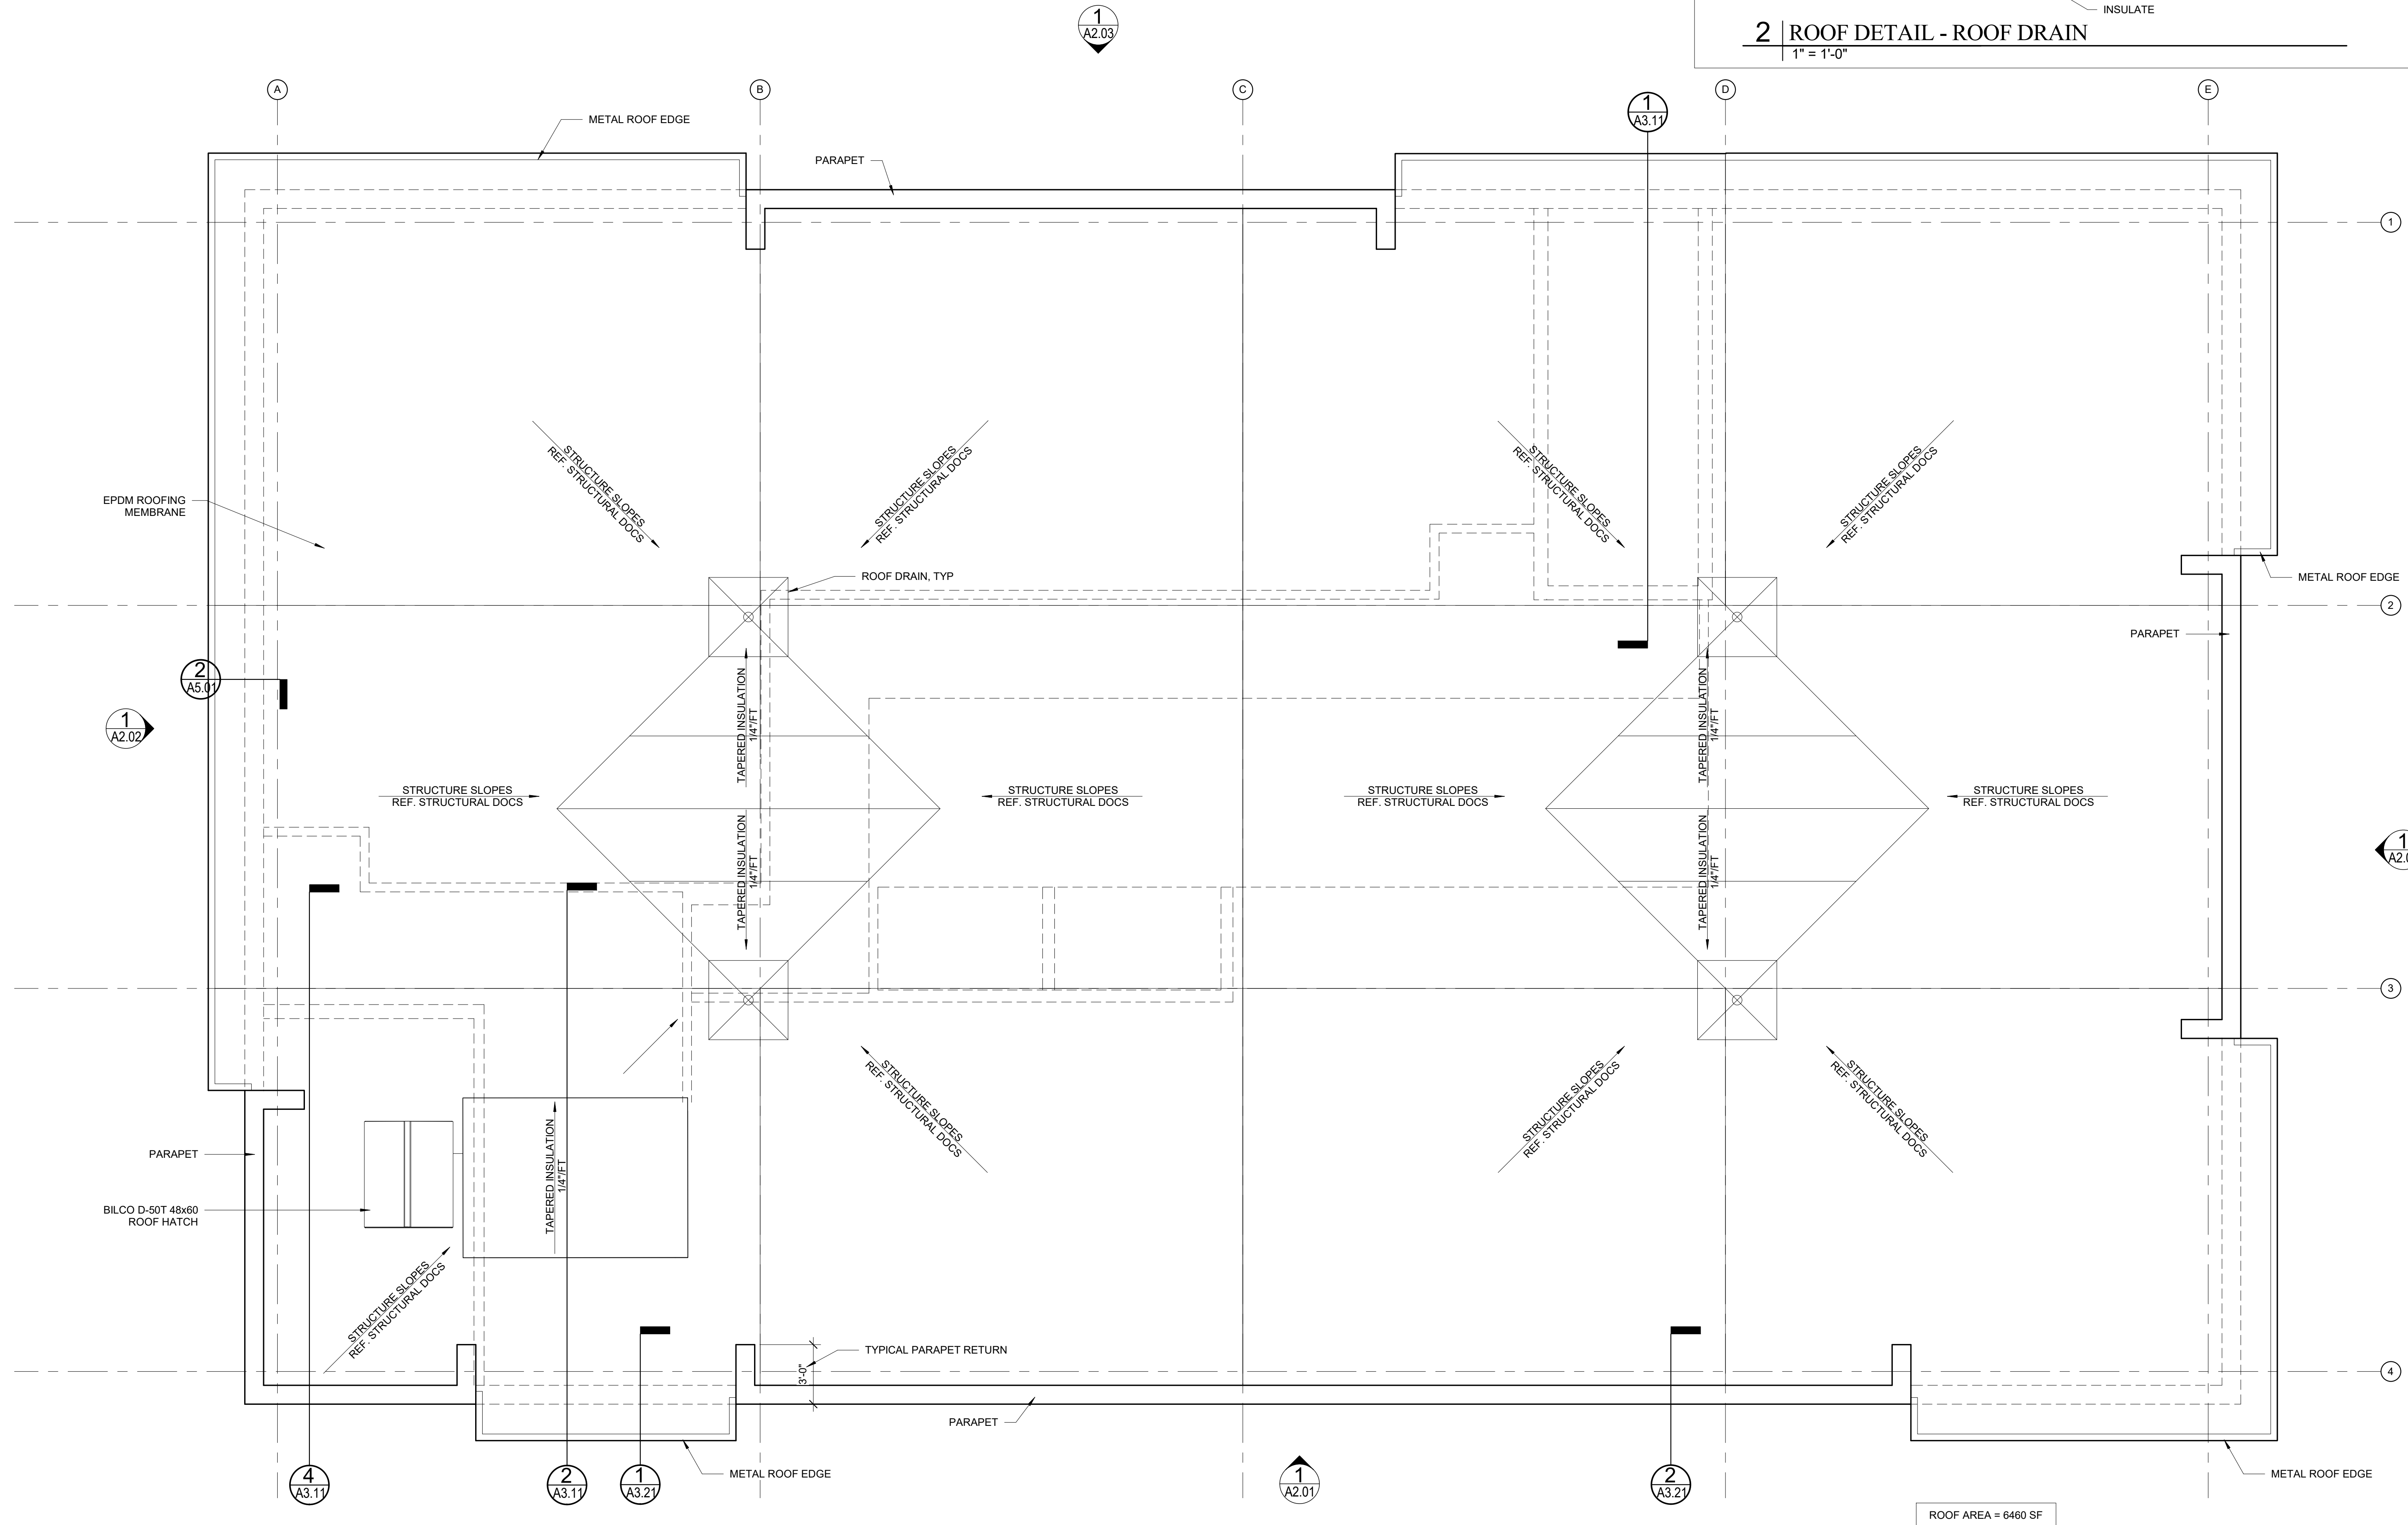 INSULATE
2
ROOF DETAIL - ROOF DRAIN
1" = 1'-0"
1
A2.03
A
B
C
D
E
1
A3.11
METAL ROOF EDGE
PARAPET
1
STRUCTURE SLOPES
REF. STRUCTURAL DOCS
STRUCTURE SLOPES
REF. STRUCTURAL DOCS
STRUCTURE SLOPES
REF. STRUCTURAL DOCS
STRUCTURE SLOPES
REF. STRUCTURAL DOCS
EPDM ROOFING
MEMBRANE
ROOF DRAIN, TYP
METAL ROOF EDGE
2
PARAPET
2
A5.01
1
A2.02
TAPERED INSULATION
1/4"/FT
TAPERED INSULATION
1/4"/FT
STRUCTURE SLOPES
REF. STRUCTURAL DOCS
STRUCTURE SLOPES
REF. STRUCTURAL DOCS
STRUCTURE SLOPES
REF. STRUCTURAL DOCS
STRUCTURE SLOPES
REF. STRUCTURAL DOCS
1
TAPERED INSULATION
1/4"/FT
TAPERED INSULATION
1/4"/FT
3
STRUCTURE SLOPES
REF. STRUCTURAL DOCS
STRUCTURE SLOPES
REF. STRUCTURAL DOCS
STRUCTURE SLOPES
REF. STRUCTURAL DOCS
PARAPET
TAPERED INSULATION
1/4"/FT
BILCO D-50T 48x60
ROOF HATCH
STRUCTURE SLOPES
REF. STRUCTURAL DOCS
TYPICAL PARAPET RETURN
3'-0"
4
PARAPET
METAL ROOF EDGE
METAL ROOF EDGE
4
A3.11
2
A3.11
1
A3.21
1
A2.01
2
A3.21
ROOF AREA = 6460 SF